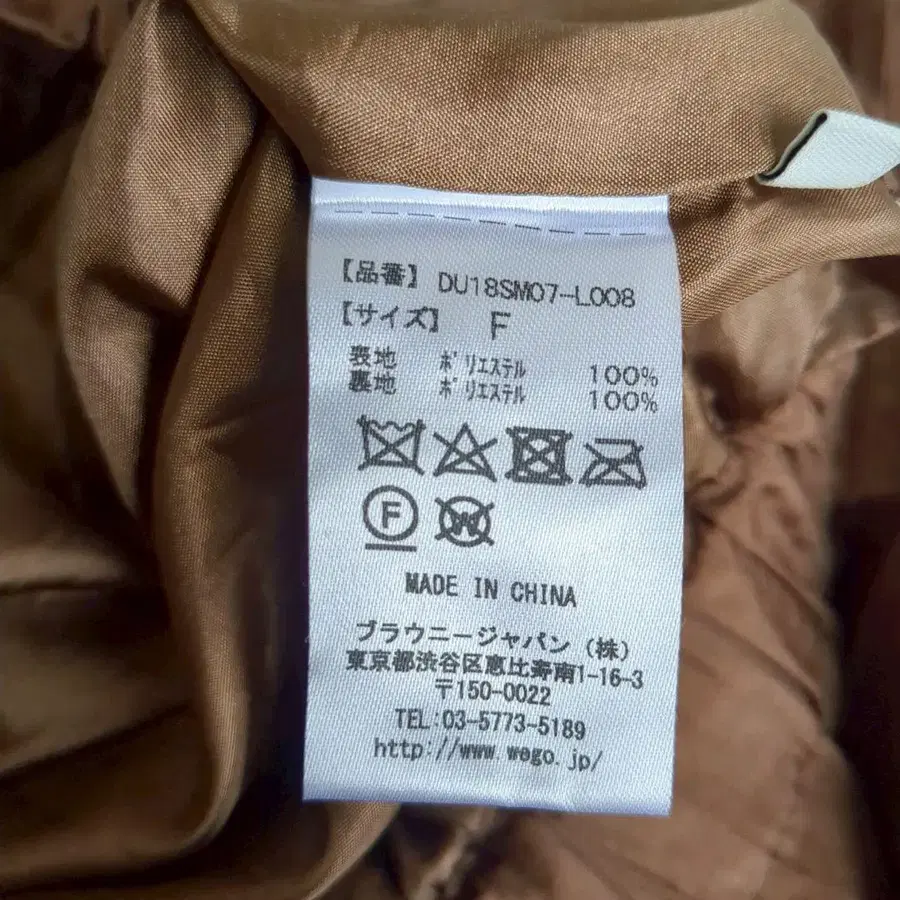 【品番】 DU18SM07-L008
【サイズ】 F
表地 ポリエステル 100%
裏地 ポリエステル 100%
F W
MADE IN CHINA
ブラウニージャパン(株)
東京都渋谷区恵比寿南1-16-3
〒150-0022
TEL:03-5773-5189
http://www.wego.jp/